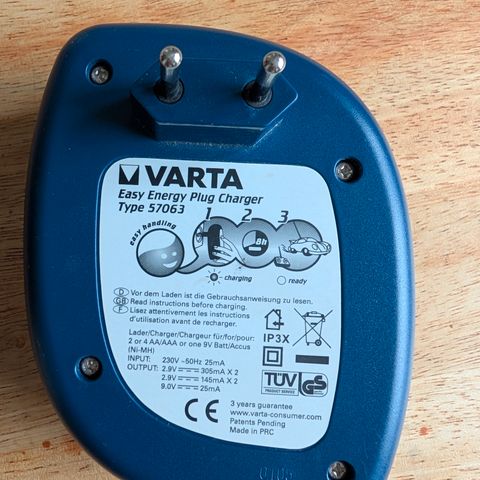 VARTA
Easy Energy Plug Charger
Type 57063
1 2 3
easy handling
8h
- charging
ready
D Vor dem Laden ist die Gebrauchsanweisung zu lesen.
GB Read instructions before charging.
F Lisez attentivement les instructions
d'utilisation avant de recharger.
Lader/Charger/Chargeur für/for/pour:
2 or 4 AA/AAA or one 9V Batt/Accus
(Ni-MH)
INPUT: 230V ~50Hz 25mA
OUTPUT: 2.9V 305mA X 2
2.9V 145mA X 2
9.0V 25mA
IP3X
TÜV GS
CE
3 years guarantee
www.varta-consumer.com
Patents Pending
Made in PRC